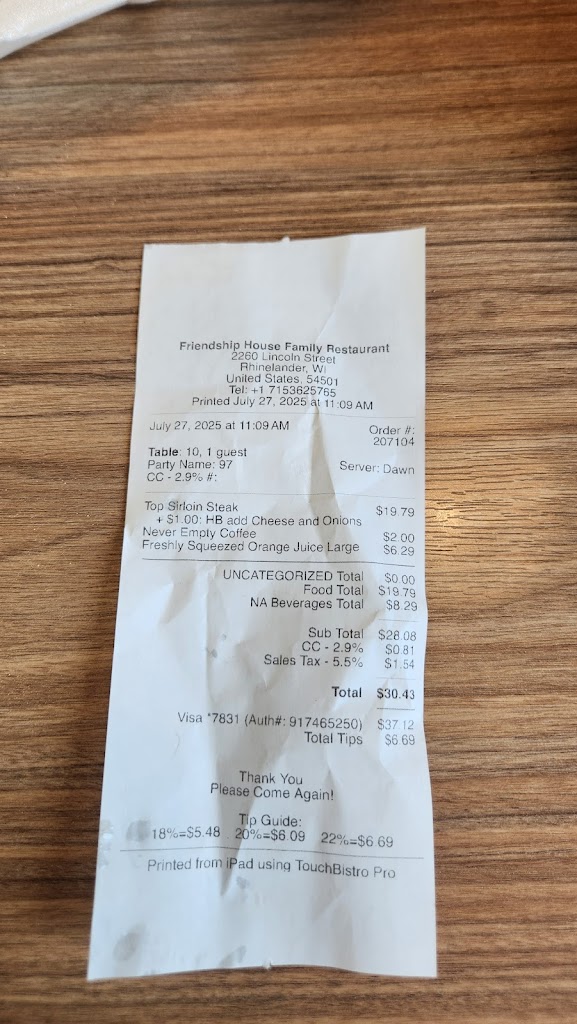 Friendship House Family Restaurant
2260 Lincoln Street
Rhinelander, WI
United States, 54501
Tel: +1 7153625765
Printed July 27, 2025 at 11:09 AM
July 27, 2025 at 11:09 AM Order #:
207104
Table: 10, 1 guest
Party Name: 97 Server: Dawn
CC - 2.9% #:
Top Sirloin Steak $19.79
+ $1.00: HB add Cheese and Onions
Never Empty Coffee $2.00
Freshly Squeezed Orange Juice Large $6.29
UNCATEGORIZED Total $0.00
Food Total $19.79
NA Beverages Total $8.29
Sub Total $28.08
CC - 2.9% $0.81
Sales Tax - 5.5% $1.54
Total $30.43
Visa *7831 (Auth#: 917465250) $37.12
Total Tips $6.69
Thank You
Please Come Again!
Tip Guide:
18%=$5.48 20%=$6.09 22%=$6.69
Printed from iPad using TouchBistro Pro